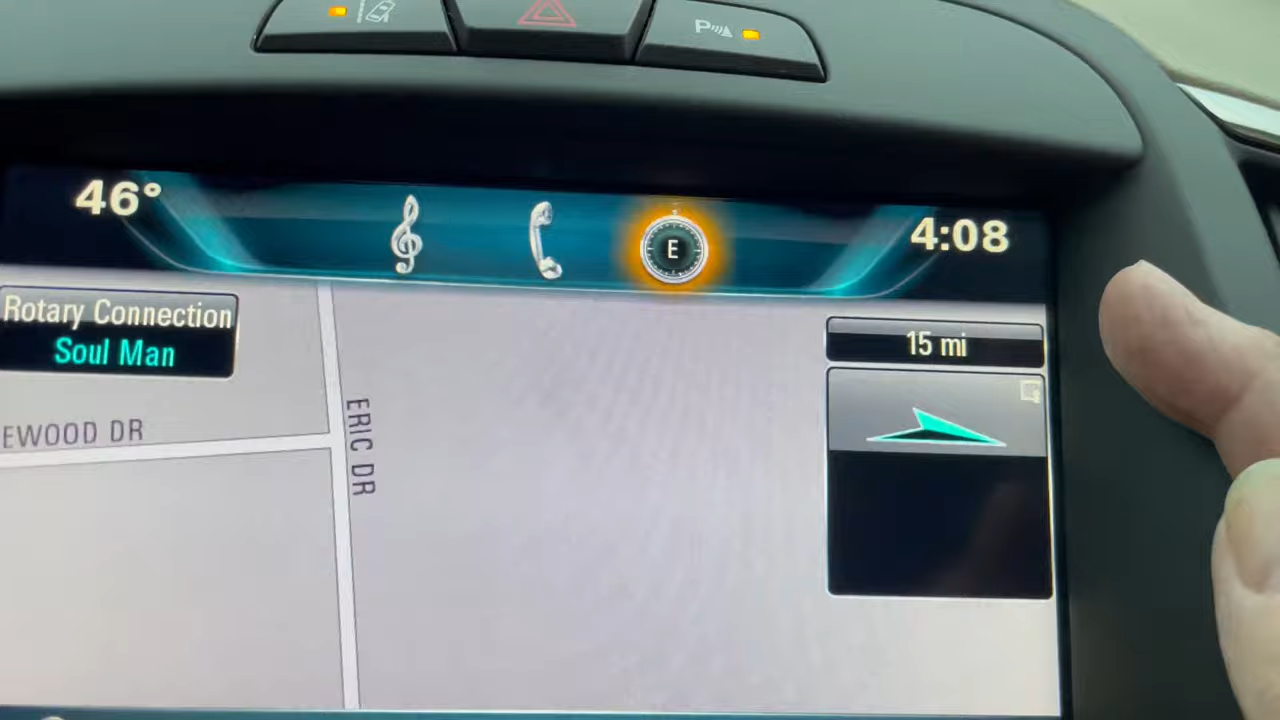 P
46°
E
4:08
Rotary Connection
Soul Man
15 mi
EWOOD DR
ERIC DR